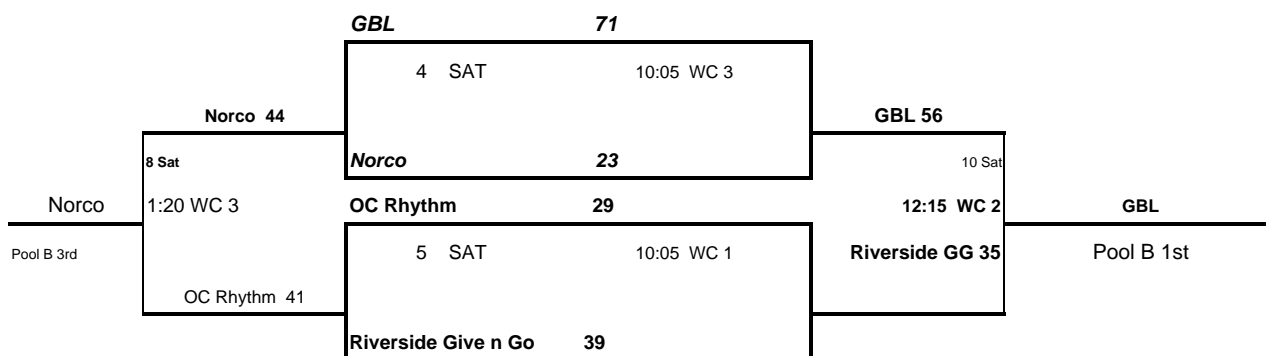 GBL 71
4 SAT 10:05 WC 3
Norco 44 GBL 56
8 Sat Norco 23 10 Sat
Norco 1:20 WC 3 OC Rhythm 29 12:15 WC 2 GBL
Pool B 3rd 5 SAT 10:05 WC 1 Riverside GG 35 Pool B 1st
OC Rhythm 41
Riverside Give n Go 39